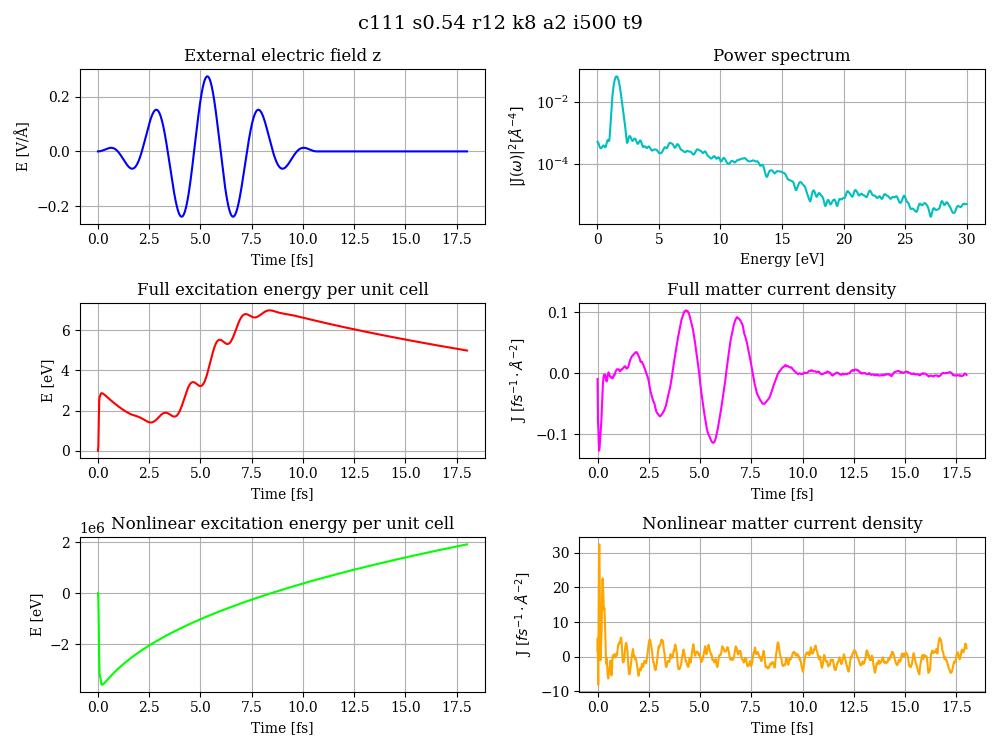 c111 s0.54 r12 k8 a2 i500 t9
External electric field z
E [V/Å]
0.2
0.0
−0.2
0.0 2.5 5.0 7.5 10.0 12.5 15.0 17.5
Time [fs]
Power spectrum
|J(ω)|² [Å⁻⁴]
10⁻²
10⁻⁴
0 5 10 15 20 25 30
Energy [eV]
Full excitation energy per unit cell
E [eV]
6
4
2
0
0.0 2.5 5.0 7.5 10.0 12.5 15.0 17.5
Time [fs]
Full matter current density
J [fs⁻¹ · Å⁻²]
0.1
0.0
−0.1
0.0 2.5 5.0 7.5 10.0 12.5 15.0 17.5
Time [fs]
1e6
Nonlinear excitation energy per unit cell
E [eV]
2
0
−2
0.0 2.5 5.0 7.5 10.0 12.5 15.0 17.5
Time [fs]
Nonlinear matter current density
J [fs⁻¹ · Å⁻²]
30
20
10
0
−10
0.0 2.5 5.0 7.5 10.0 12.5 15.0 17.5
Time [fs]